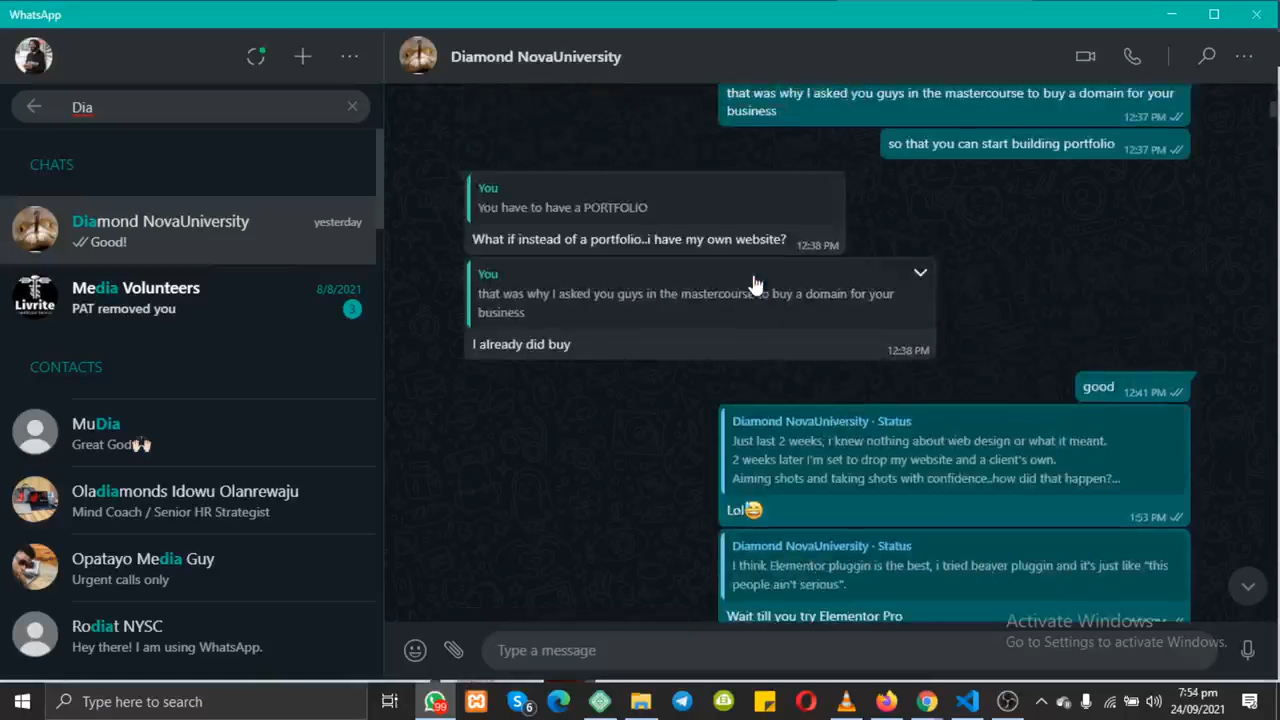 WhatsApp
Dia
CHATS
Diamond NovaUniversity
yesterday
Good!
Media Volunteers
8/8/2021
PAT removed you
3
Livrite
CONTACTS
MuDia
Great God🙌🏻
Oladiamonds Idowu Olanrewaju
Mind Coach / Senior HR Strategist
Opatayo Media Guy
Urgent calls only
Rodiat NYSC
Hey there! I am using WhatsApp.
Diamond NovaUniversity
that was why I asked you guys in the mastercourse to buy a domain for your
business
12:37 PM
so that you can start building portfolio
12:37 PM
You
You have to have a PORTFOLIO
What if instead of a portfolio..i have my own website?
12:38 PM
You
that was why I asked you guys in the mastercourse to buy a domain for your
business
I already did buy
12:38 PM
good
12:41 PM
Diamond NovaUniversity · Status
Just last 2 weeks, i knew nothing about web design or what it meant.
2 weeks later I'm set to drop my website and a client's own.
Aiming shots and taking shots with confidence..how did that happen?...
Lol😅
1:53 PM
Diamond NovaUniversity · Status
I think Elementor pluggin is the best, i tried beaver pluggin and it's just like "this
people ain't serious".
Wait till you try Elementor Pro
Type a message
Activate Windows
Go to Settings to activate Windows.
Type here to search
99
6
7:54 pm
24/09/2021